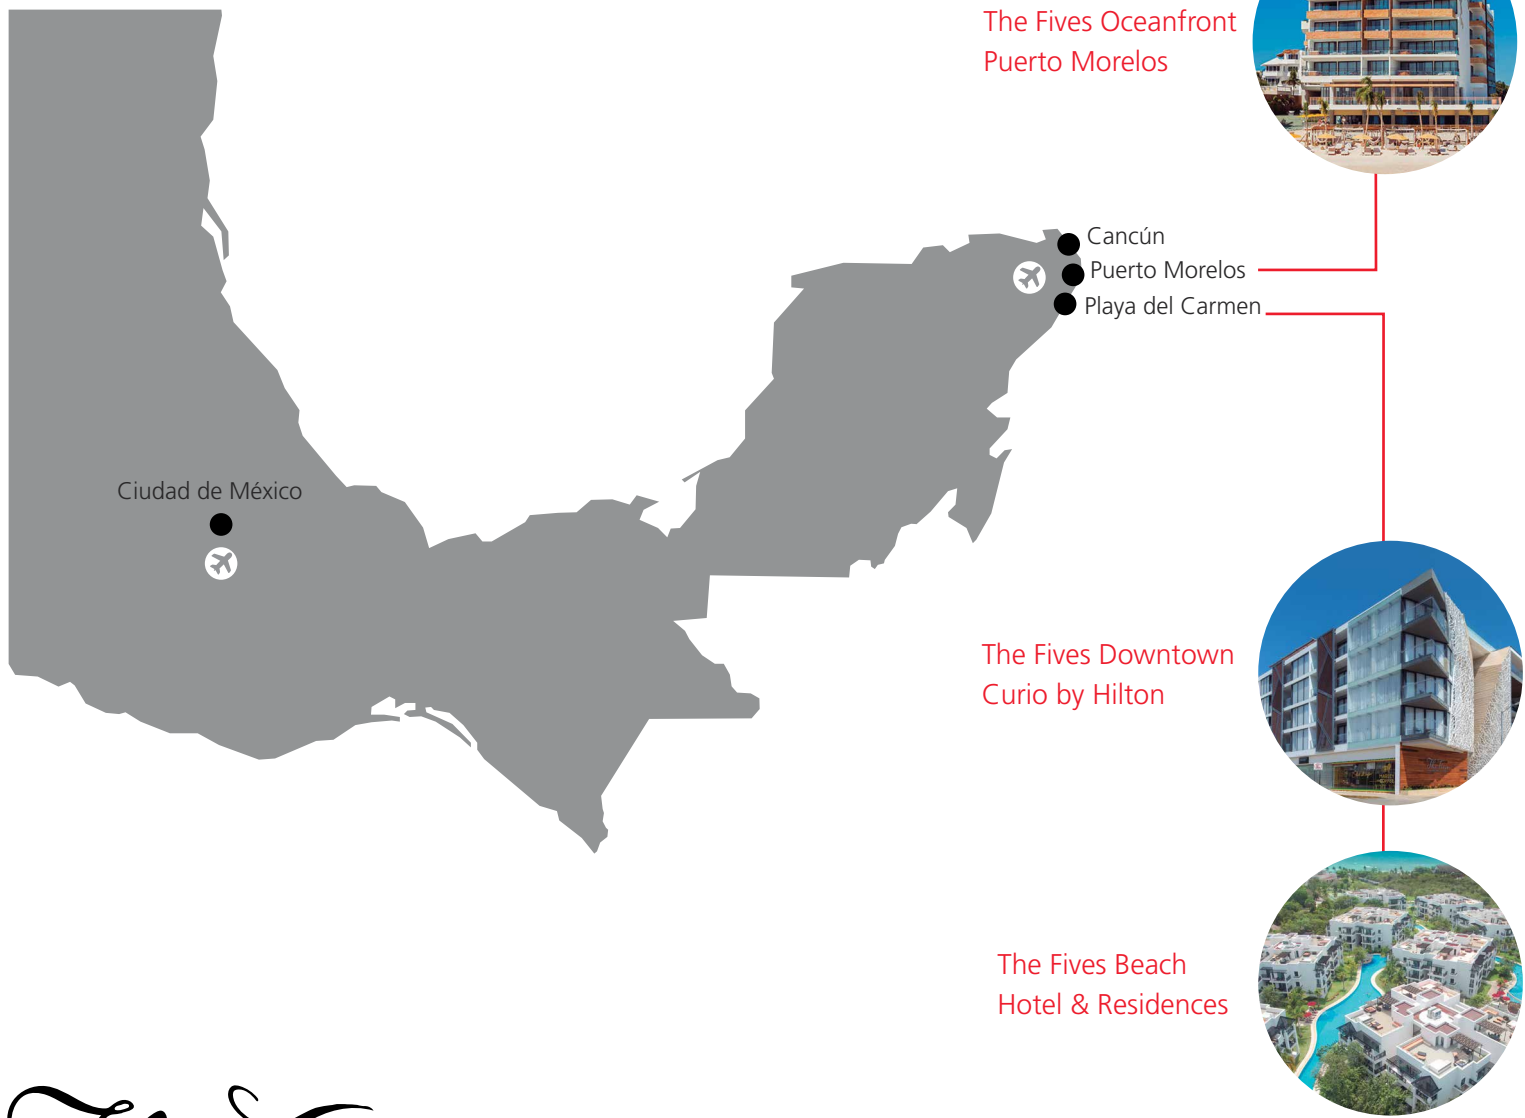 The Fives Oceanfront
Puerto Morelos
Cancún
Puerto Morelos
Playa del Carmen
Ciudad de México
The Fives Downtown
Curio by Hilton
The Fives Beach
Hotel & Residences